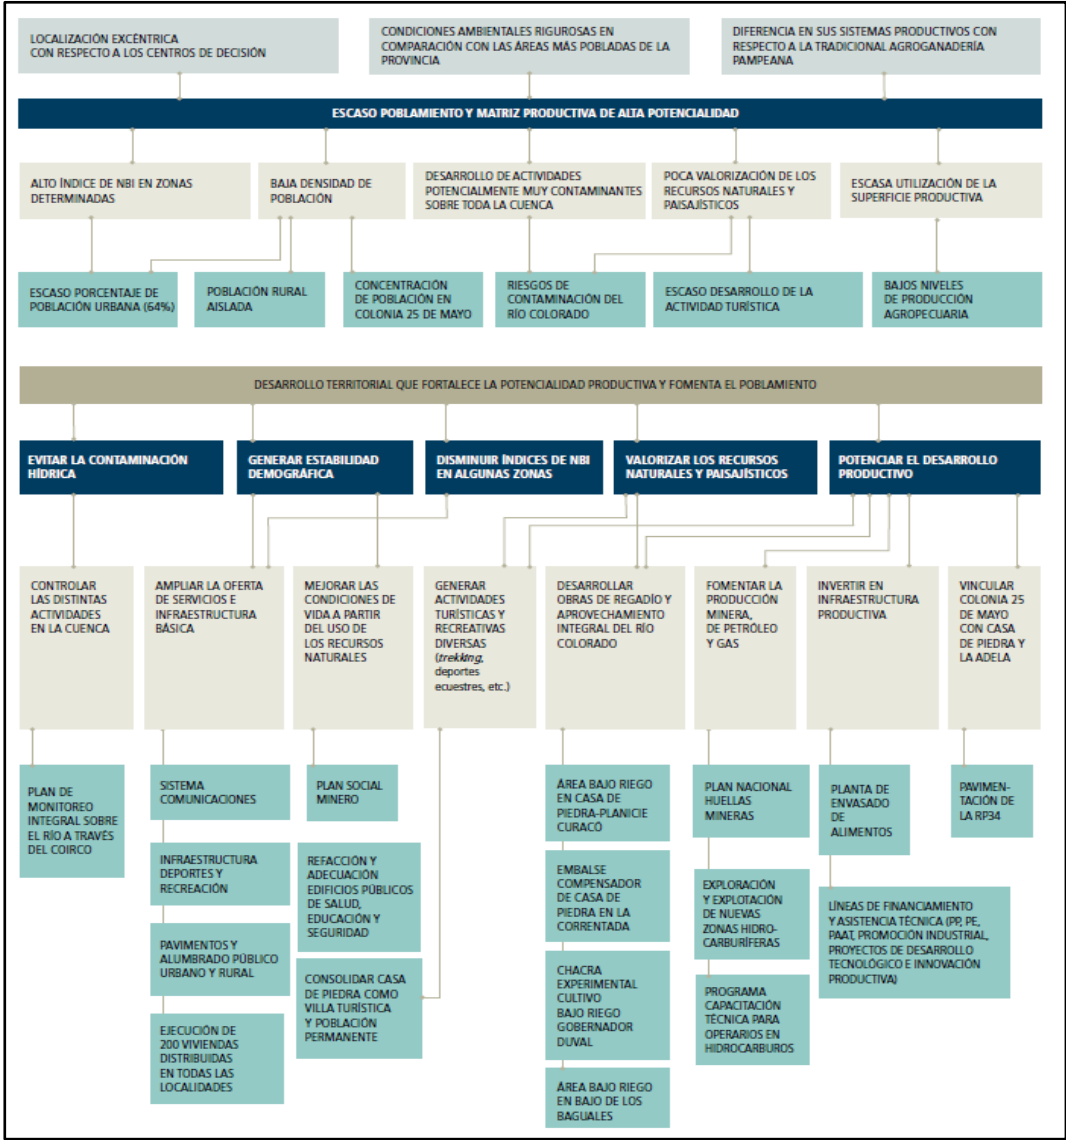 LOCALIZACIÓN EXCÉNTRICA
CON RESPECTO A LOS CENTROS DE DECISIÓN
CONDICIONES AMBIENTALES RIGUROSAS EN
COMPARACIÓN CON LAS ÁREAS MÁS POBLADAS DE LA
PROVINCIA
DIFERENCIA EN SUS SISTEMAS PRODUCTIVOS CON
RESPECTO A LA TRADICIONAL AGROGANADERÍA
PAMPEANA
ESCASO POBLAMIENTO Y MATRIZ PRODUCTIVA DE ALTA POTENCIALIDAD
ALTO ÍNDICE DE NBI EN ZONAS
DETERMINADAS
BAJA DENSIDAD DE
POBLACIÓN
DESARROLLO DE ACTIVIDADES
POTENCIALMENTE MUY CONTAMINANTES
SOBRE TODA LA CUENCA
POCA VALORIZACIÓN DE LOS
RECURSOS NATURALES Y
PAISAJÍSTICOS
ESCASA UTILIZACIÓN DE LA
SUPERFICIE PRODUCTIVA
ESCASO PORCENTAJE DE
POBLACIÓN URBANA (64%)
POBLACIÓN RURAL
AISLADA
CONCENTRACIÓN
DE POBLACIÓN EN
COLONIA 25 DE MAYO
RIESGOS DE
CONTAMINACIÓN DEL
RÍO COLORADO
ESCASO DESARROLLO DE LA
ACTIVIDAD TURÍSTICA
BAJOS NIVELES
DE PRODUCCIÓN
AGROPECUARIA
DESARROLLO TERRITORIAL QUE FORTALECE LA POTENCIALIDAD PRODUCTIVA Y FOMENTA EL POBLAMIENTO
EVITAR LA CONTAMINACIÓN
HÍDRICA
GENERAR ESTABILIDAD
DEMOGRÁFICA
DISMINUIR ÍNDICES DE NBI
EN ALGUNAS ZONAS
VALORIZAR LOS RECURSOS
NATURALES Y PAISAJÍSTICOS
POTENCIAR EL DESARROLLO
PRODUCTIVO
CONTROLAR
LAS DISTINTAS
ACTIVIDADES
EN LA CUENCA
AMPLIAR LA OFERTA
DE SERVICIOS E
INFRAESTRUCTURA
BÁSICA
MEJORAR LAS
CONDICIONES DE
VIDA A PARTIR
DEL USO DE
LOS RECURSOS
NATURALES
GENERAR
ACTIVIDADES
TURÍSTICAS Y
RECREATIVAS
DIVERSAS
(trekking,
deportes
ecuestres, etc.)
DESARROLLAR
OBRAS DE REGADÍO Y
APROVECHAMIENTO
INTEGRAL DEL RÍO
COLORADO
FOMENTAR LA
PRODUCCIÓN
MINERA,
DE PETRÓLEO
Y GAS
INVERTIR EN
INFRAESTRUCTURA
PRODUCTIVA
VINCULAR
COLONIA 25
DE MAYO
CON CASA
DE PIEDRA Y
LA ADELA
PLAN DE
MONITOREO
INTEGRAL SOBRE
EL RÍO A TRAVÉS
DEL COIRCO
SISTEMA
COMUNICACIONES
INFRAESTRUCTURA
DEPORTES Y
RECREACIÓN
PAVIMENTOS Y
ALUMBRADO PÚBLICO
URBANO Y RURAL
EJECUCIÓN DE
200 VIVIENDAS
DISTRIBUIDAS
EN TODAS LAS
LOCALIDADES
PLAN SOCIAL
MINERO
REFACCIÓN Y
ADECUACIÓN
EDIFICIOS PÚBLICOS
DE SALUD,
EDUCACIÓN Y
SEGURIDAD
CONSOLIDAR CASA
DE PIEDRA COMO
VILLA TURÍSTICA
Y POBLACIÓN
PERMANENTE
ÁREA BAJO RIEGO
EN CASA DE
PIEDRA-PLANICIE
CURACÓ
EMBALSE
COMPENSADOR
DE CASA DE
PIEDRA EN LA
CORRENTADA
CHACRA
EXPERIMENTAL
CULTIVO
BAJO RIEGO
GOBERNADOR
DUVAL
ÁREA BAJO RIEGO
EN BAJO DE LOS
BAGUALES
PLAN NACIONAL
HUELLAS
MINERAS
EXPLORACIÓN
Y EXPLOTACIÓN
DE NUEVAS
ZONAS HIDRO-
CARBURÍFERAS
PROGRAMA
CAPACITACIÓN
TÉCNICA PARA
OPERARIOS EN
HIDROCARBUROS
PLANTA DE
ENVASADO
DE
ALIMENTOS
LÍNEAS DE FINANCIAMIENTO
Y ASISTENCIA TÉCNICA (PP, PE,
PAAT, PROMOCIÓN INDUSTRIAL,
PROYECTOS DE DESARROLLO
TECNOLÓGICO E INNOVACIÓN
PRODUCTIVA)
PAVIMEN-
TACIÓN DE
LA RP34